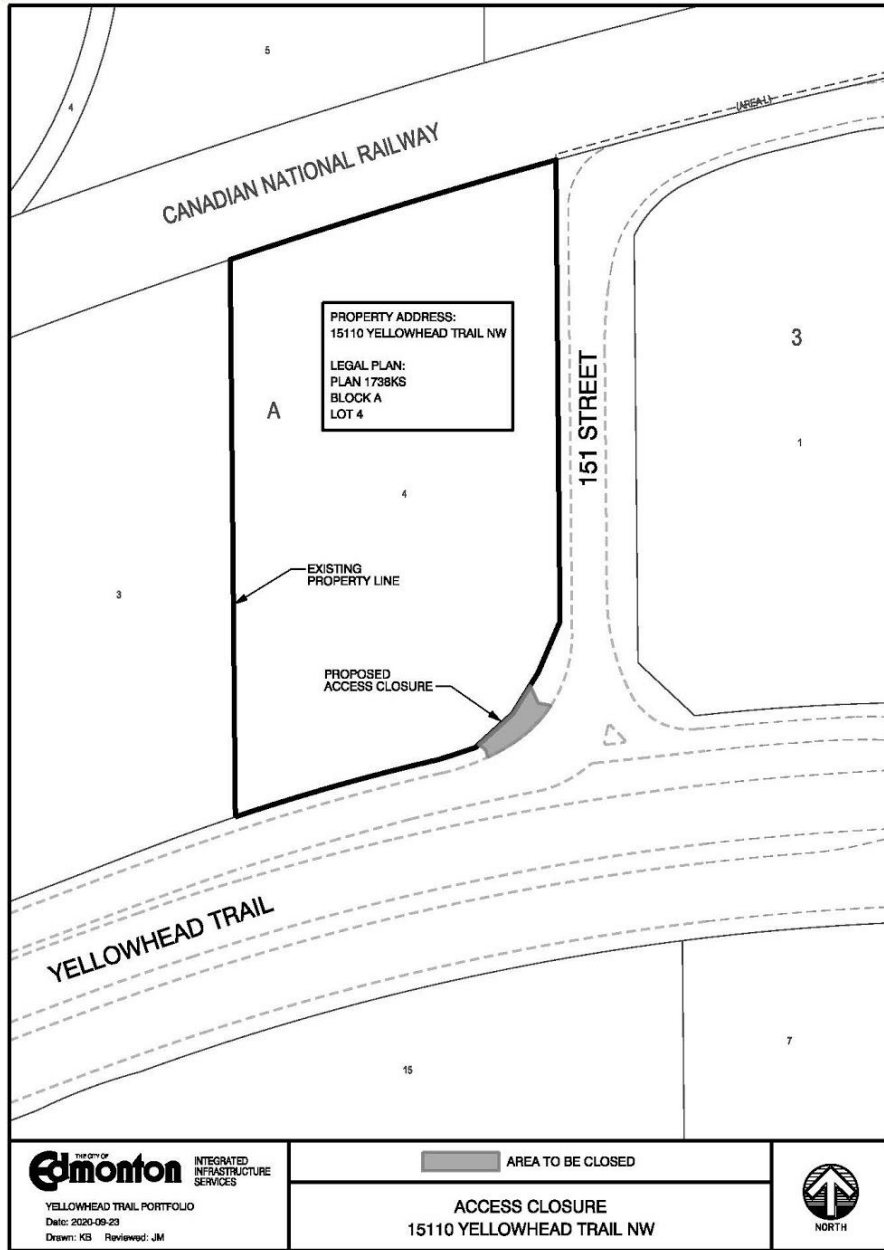 5
4
(AREA L)
CANADIAN NATIONAL RAILWAY
PROPERTY ADDRESS:
15110 YELLOWHEAD TRAIL NW
LEGAL PLAN:
PLAN 1738KS
BLOCK A
LOT 4
3
A
151 STREET
1
4
EXISTING
PROPERTY LINE
3
PROPOSED
ACCESS CLOSURE
YELLOWHEAD TRAIL
7
15
THE CITY OF
Edmonton
INTEGRATED
INFRASTRUCTURE
SERVICES
YELLOWHEAD TRAIL PORTFOLIO
Date: 2020-09-23
Drawn: KB Reviewed: JM
AREA TO BE CLOSED
ACCESS CLOSURE
15110 YELLOWHEAD TRAIL NW
NORTH